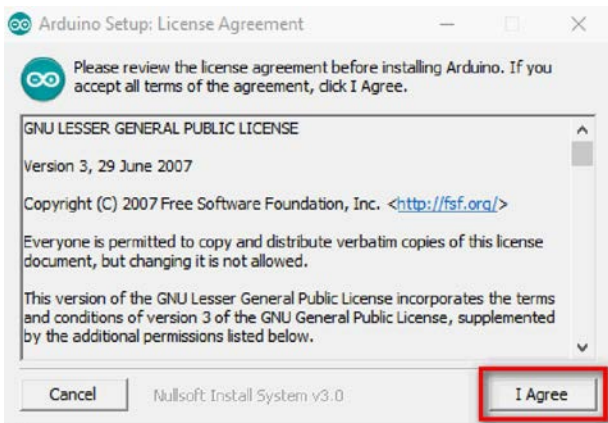 Arduino Setup: License Agreement
Please review the license agreement before installing Arduino. If you
accept all terms of the agreement, click I Agree.
GNU LESSER GENERAL PUBLIC LICENSE
Version 3, 29 June 2007
Copyright (C) 2007 Free Software Foundation, Inc. <http://fsf.org/>
Everyone is permitted to copy and distribute verbatim copies of this license
document, but changing it is not allowed.
This version of the GNU Lesser General Public License incorporates the terms
and conditions of version 3 of the GNU General Public License, supplemented
by the additional permissions listed below.
Cancel
Nullsoft Install System v3.0
I Agree